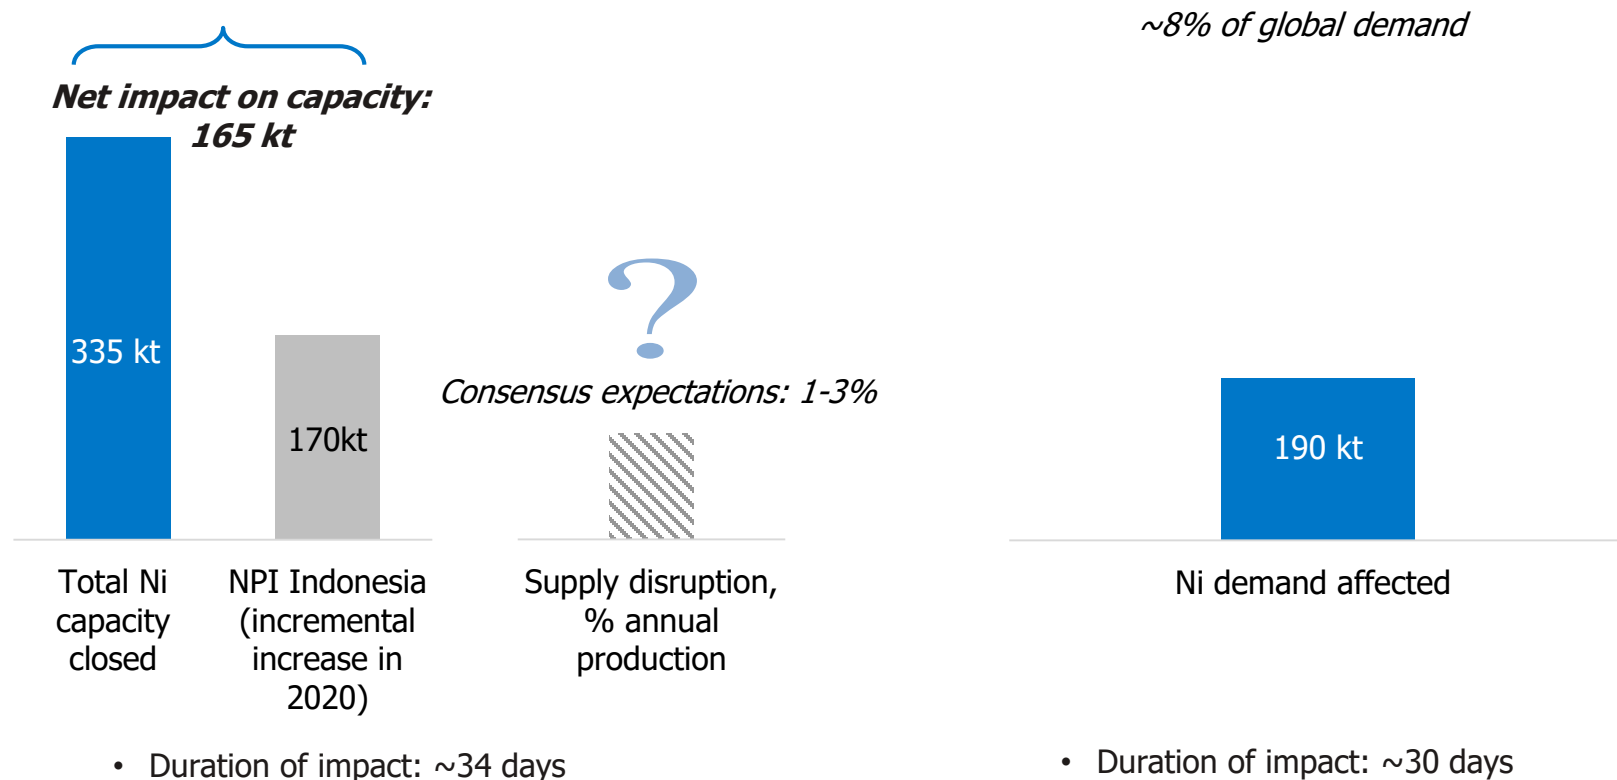 ~8% of global demand
Net impact on capacity:
165 kt
?
335 kt
170kt
Consensus expectations: 1-3%
190 kt
Total Ni
capacity
closed
NPI Indonesia
(incremental
increase in
2020)
Supply disruption,
% annual
production
Ni demand affected
• Duration of impact: ~34 days
• Duration of impact: ~30 days